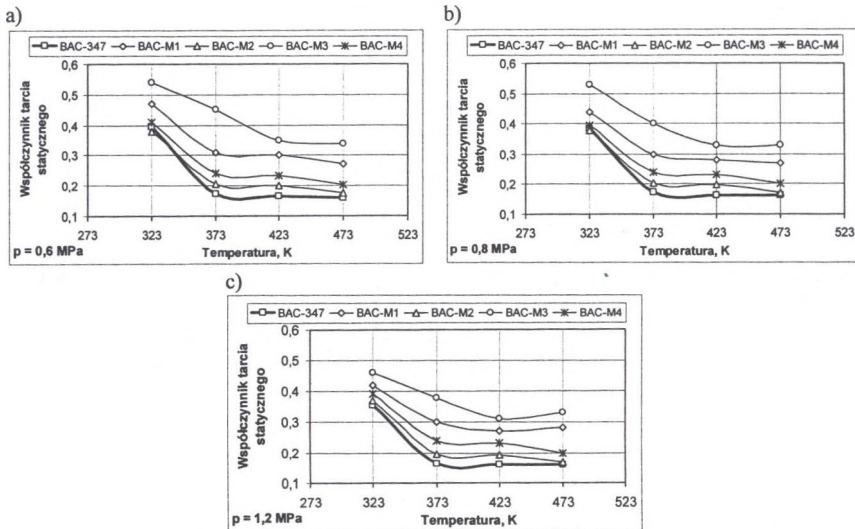 a)
BAC-347 BAC-M1 BAC-M2 BAC-M3 BAC-M4
Współczynnik tarcia
statycznego
0,6
0,5
0,4
0,3
0,2
0,1
273 323 373 423 473 523
p = 0,6 MPa
Temperatura, K
b)
BAC-347 BAC-M1 BAC-M2 BAC-M3 BAC-M4
Współczynnik tarcia
statycznego
0,6
0,5
0,4
0,3
0,2
0,1
273 323 373 423 473 523
p = 0,8 MPa
Temperatura, K
c)
BAC-347 BAC-M1 BAC-M2 BAC-M3 BAC-M4
Współczynnik tarcia
statycznego
0,6
0,5
0,4
0,3
0,2
0,1
273 323 373 423 473 523
p = 1,2 MPa
Temperatura, K